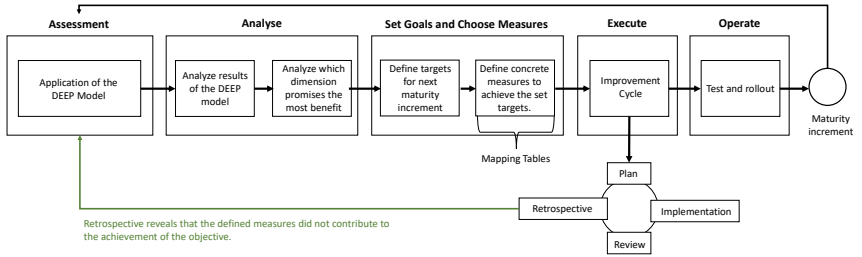 Assessment
Analyse
Set Goals and Choose Measures
Execute
Operate
Application of the
DEEP Model
Analyze results
of the DEEP
model
Analyze which
dimension
promises the
most benefit
Define targets
for next
maturity
increment
Define concrete
measures to
achieve the set
targets.
Improvement
Cycle
Test and rollout
Maturity
increment
Mapping Tables
Plan
Retrospective
Implementation
Review
Retrospective reveals that the defined measures did not contribute to
the achievement of the objective.